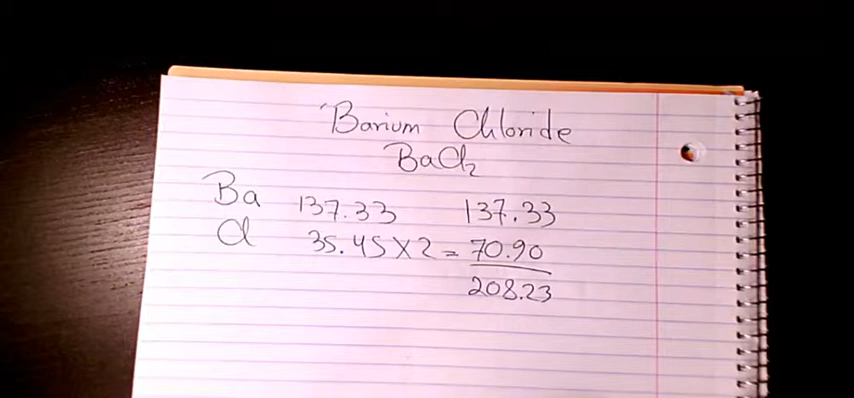 Barium Chloride
BaCl2
Ba 137.33 137.33
Cl 35.45 X 2 = 70.90
208.23